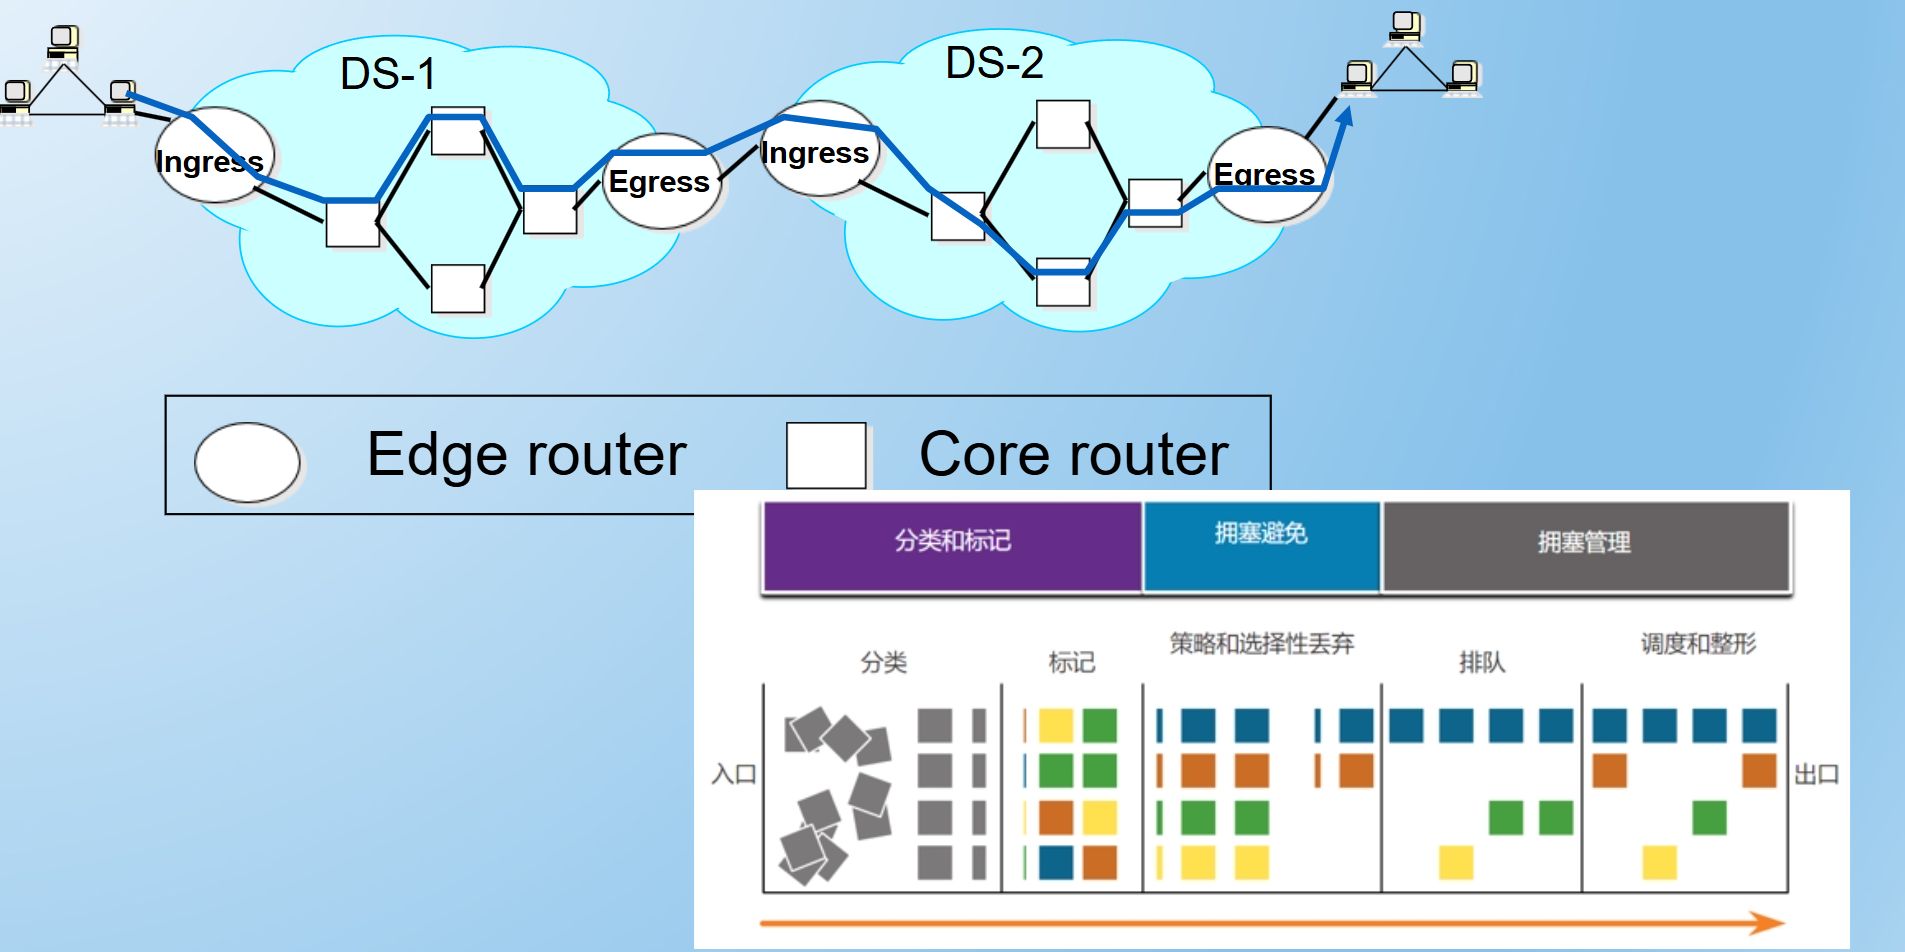 DS-1
DS-2
Ingress
Egress
Ingress
Egress
Edge router
Core router
分类和标记
拥塞避免
拥塞管理
分类
标记
策略和选择性丢弃
排队
调度和整形
入口
出口